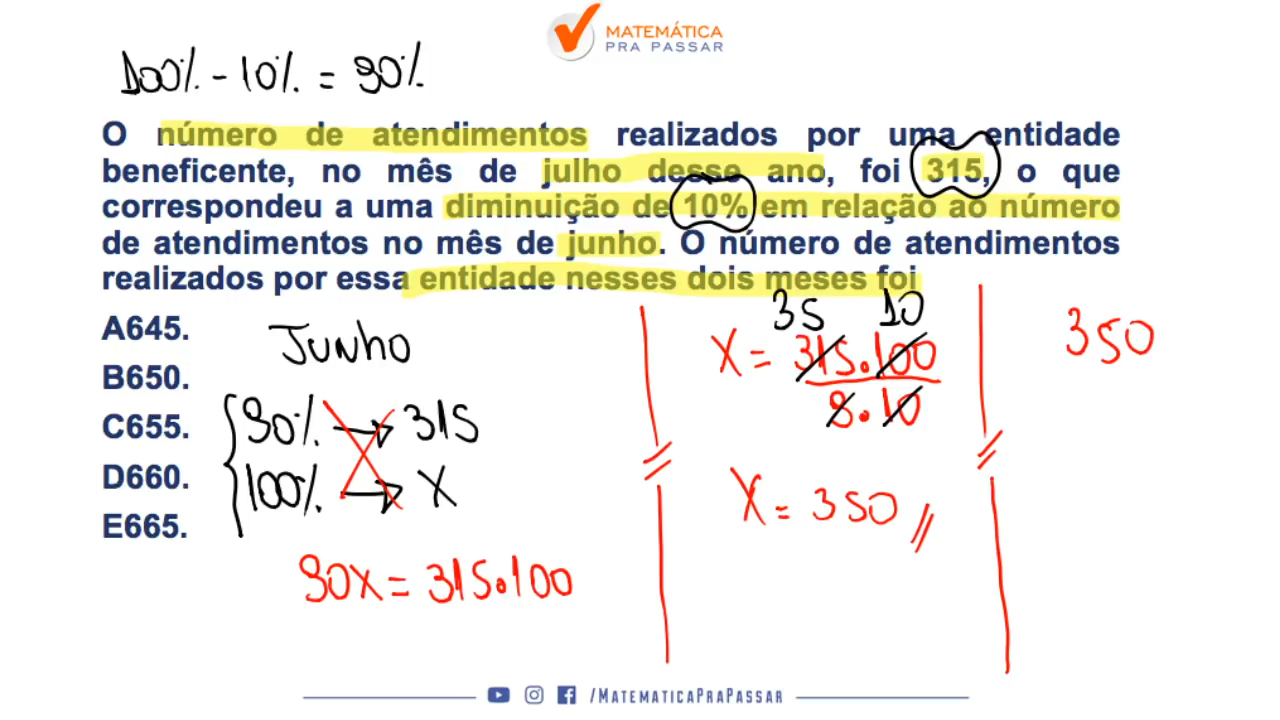 MATEMÁTICA
PRA PASSAR
100% - 10% = 90%
O número de atendimentos realizados por uma entidade
beneficente, no mês de julho desse ano, foi 315, o que
correspondeu a uma diminuição de 10% em relação ao número
de atendimentos no mês de junho. O número de atendimentos
realizados por essa entidade nesses dois meses foi
A645.
B650.
C655.
D660.
E665.
JUNHO
90% → 315
100% → X
90X = 315.100
35 10
X = 315.100
9.10
X = 350 //
350
/MATEMATICAPRAPASSAR